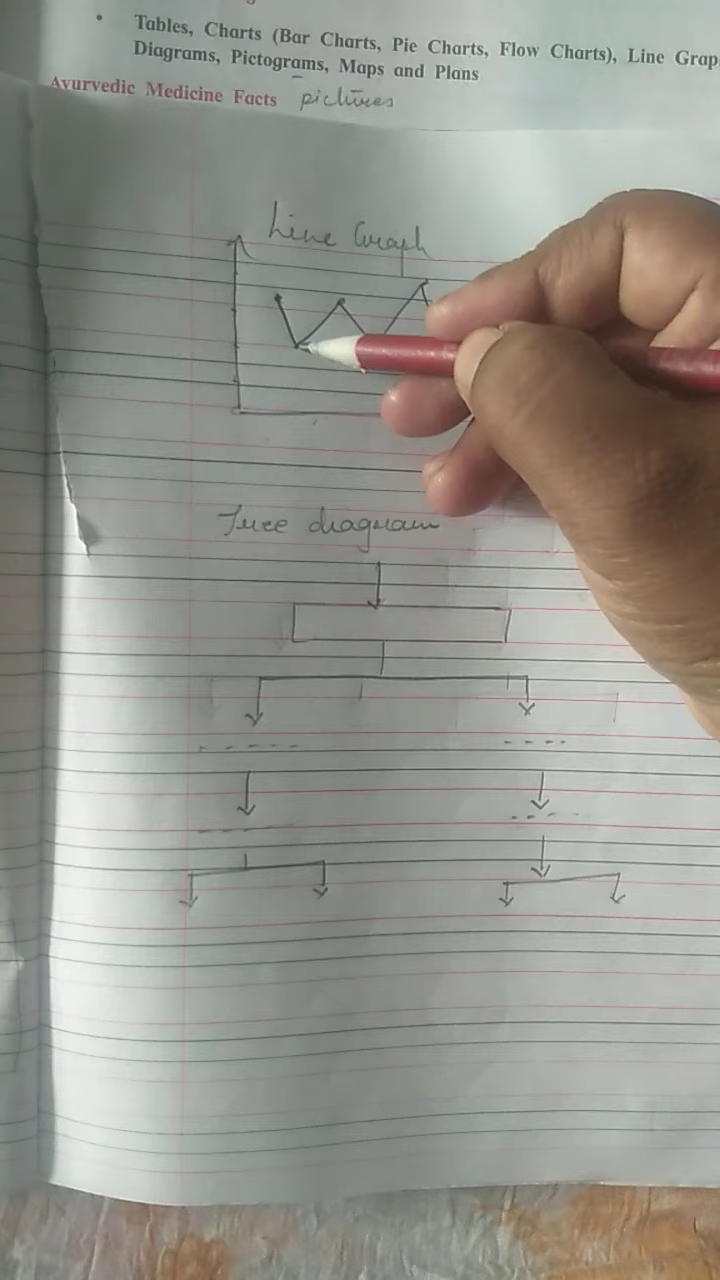 • Tables, Charts (Bar Charts, Pie Charts, Flow Charts), Line Grap
Diagrams, Pictograms, Maps and Plans
Ayurvedic Medicine Facts pictures
Line Graph
Tree diagram